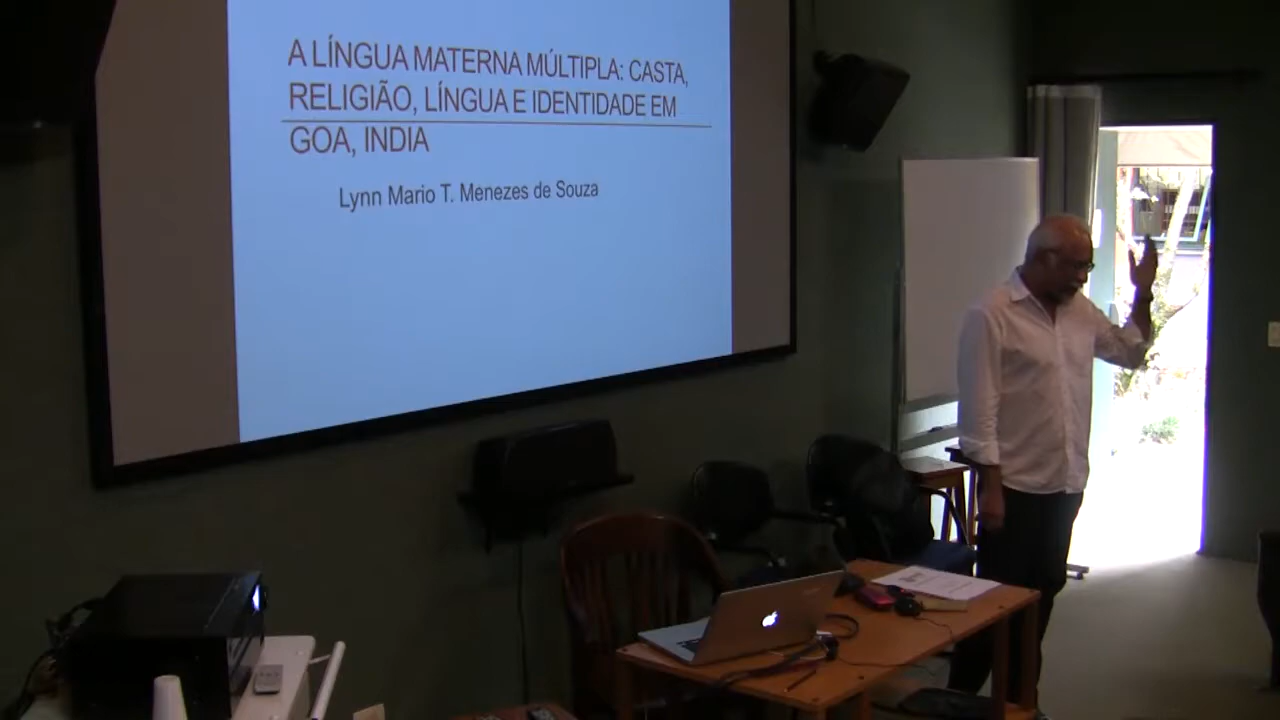 A LÍNGUA MATERNA MÚLTIPLA: CASTA,
RELIGIÃO, LÍNGUA E IDENTIDADE EM
GOA, INDIA
Lynn Mario T. Menezes de Souza